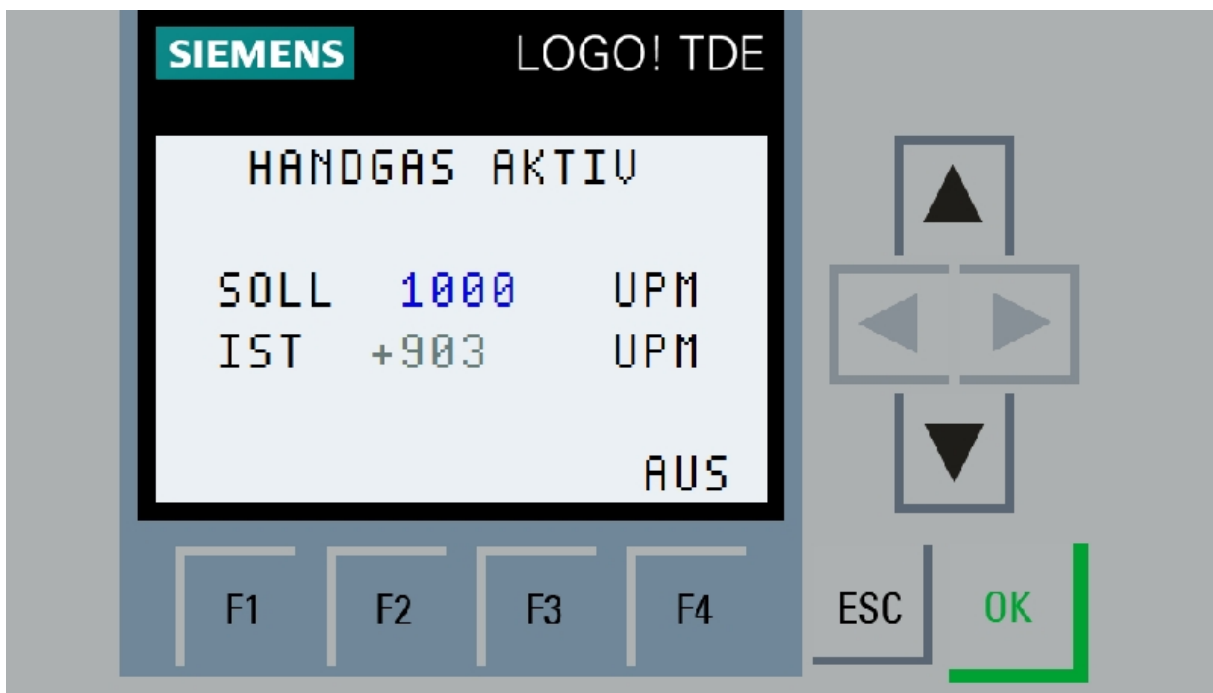 SIEMENS LOGO! TDE
HANDGAS AKTIV
SOLL 1000 UPM
IST +903 UPM
AUS
F1 F2 F3 F4 ESC OK